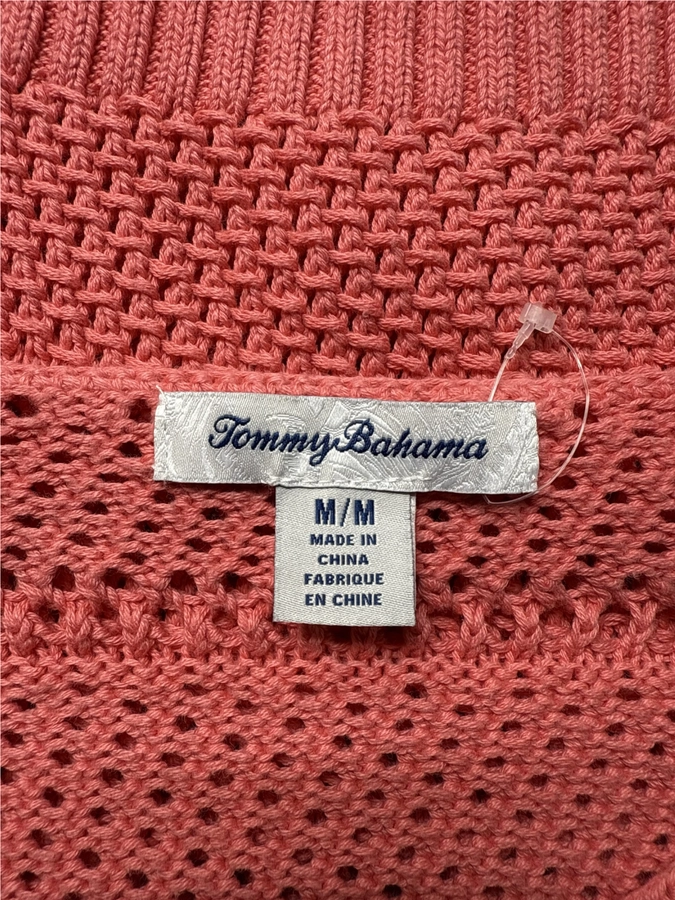 Tommy Bahama
M/M
MADE IN
CHINA
FABRIQUE
EN CHINE